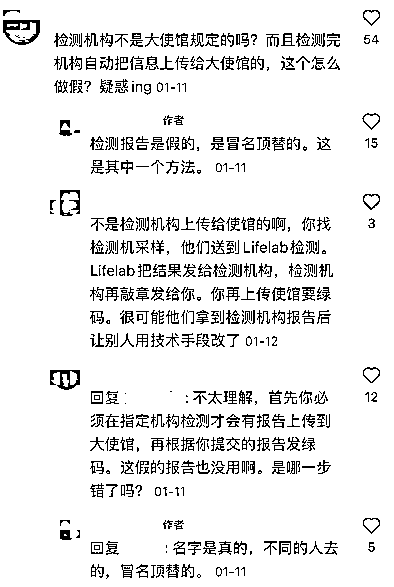 检测机构不是大使馆规定的吗？而且检测完
机构自动把信息上传给大使馆的，这个怎么
做假？疑惑ing 01-11
54
作者
检测报告是假的，是冒名顶替的。这
是其中一个方法。 01-11
15
不是检测机构上传给使馆的啊，你找
检测机采样，他们送到Lifelab检测。
Lifelab把结果发给检测机构，检测机
构再敲章发给你。你再上传使馆要绿
码。很可能他们拿到检测机构报告后
让别人用技术手段改了 01-12
3
回复 ：不太理解，首先你必
须在指定机构检测才会有报告上传到
大使馆，再根据你提交的报告发绿
码。这假的报告也没用啊。是哪一步
错了吗？ 01-11
12
作者
回复 ：名字是真的，不同的人去
的，冒名顶替的。 01-11
5